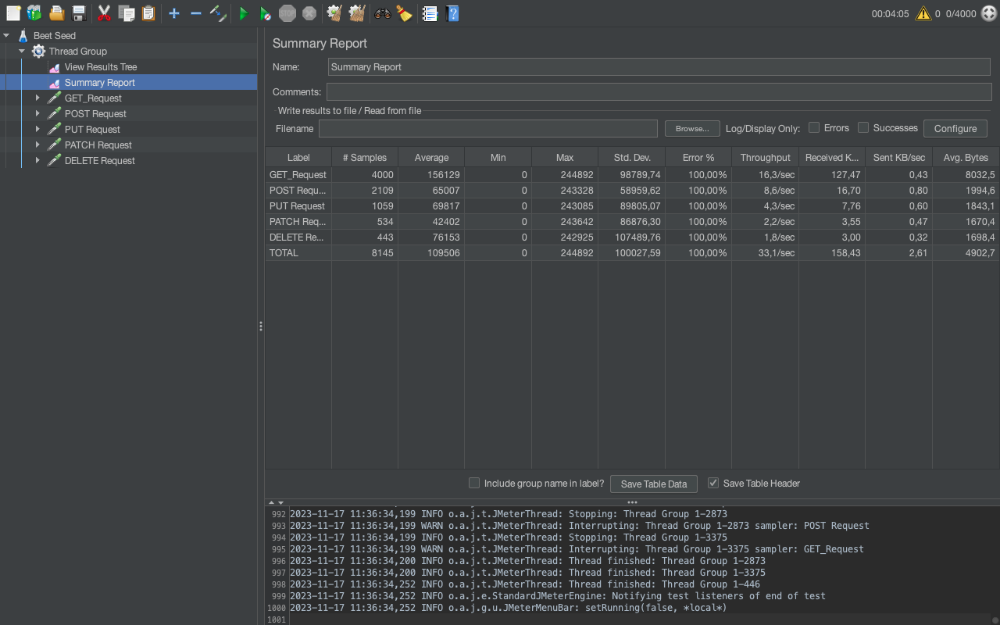 00:04:05 0 0/4000
Beet Seed
Thread Group
View Results Tree
Summary Report
GET_Request
POST Request
PUT Request
PATCH Request
DELETE Request
Summary Report
Name: Summary Report
Comments:
Write results to file / Read from file
Filename Browse... Log/Display Only: Errors Successes Configure
Label # Samples Average Min Max Std. Dev. Error % Throughput Received K... Sent KB/sec Avg. Bytes
GET_Request 4000 156129 0 244892 98789,74 100,00% 16,3/sec 127,47 0,43 8032,5
POST Requ... 2109 65007 0 243328 58959,62 100,00% 8,6/sec 16,70 0,80 1994,6
PUT Request 1059 69817 0 243085 89805,07 100,00% 4,3/sec 7,76 0,60 1843,1
PATCH Req... 534 42402 0 243642 86876,30 100,00% 2,2/sec 3,55 0,47 1670,4
DELETE Re... 443 76153 0 242925 107489,76 100,00% 1,8/sec 3,00 0,32 1698,4
TOTAL 8145 109506 0 244892 100027,59 100,00% 33,1/sec 158,43 2,61 4902,7
Include group name in label? Save Table Data Save Table Header
992 2023-11-17 11:36:34,199 INFO o.a.j.t.JMeterThread: Stopping: Thread Group 1-2873
993 2023-11-17 11:36:34,199 WARN o.a.j.t.JMeterThread: Interrupting: Thread Group 1-2873 sampler: POST Request
994 2023-11-17 11:36:34,199 INFO o.a.j.t.JMeterThread: Stopping: Thread Group 1-3375
995 2023-11-17 11:36:34,199 WARN o.a.j.t.JMeterThread: Interrupting: Thread Group 1-3375 sampler: GET_Request
996 2023-11-17 11:36:34,200 INFO o.a.j.t.JMeterThread: Thread finished: Thread Group 1-2873
997 2023-11-17 11:36:34,200 INFO o.a.j.t.JMeterThread: Thread finished: Thread Group 1-3375
998 2023-11-17 11:36:34,252 INFO o.a.j.t.JMeterThread: Thread finished: Thread Group 1-446
999 2023-11-17 11:36:34,252 INFO o.a.j.e.StandardJMeterEngine: Notifying test listeners of end of test
1000 2023-11-17 11:36:34,252 INFO o.a.j.g.u.JMeterMenuBar: setRunning(false, *local*)
1001